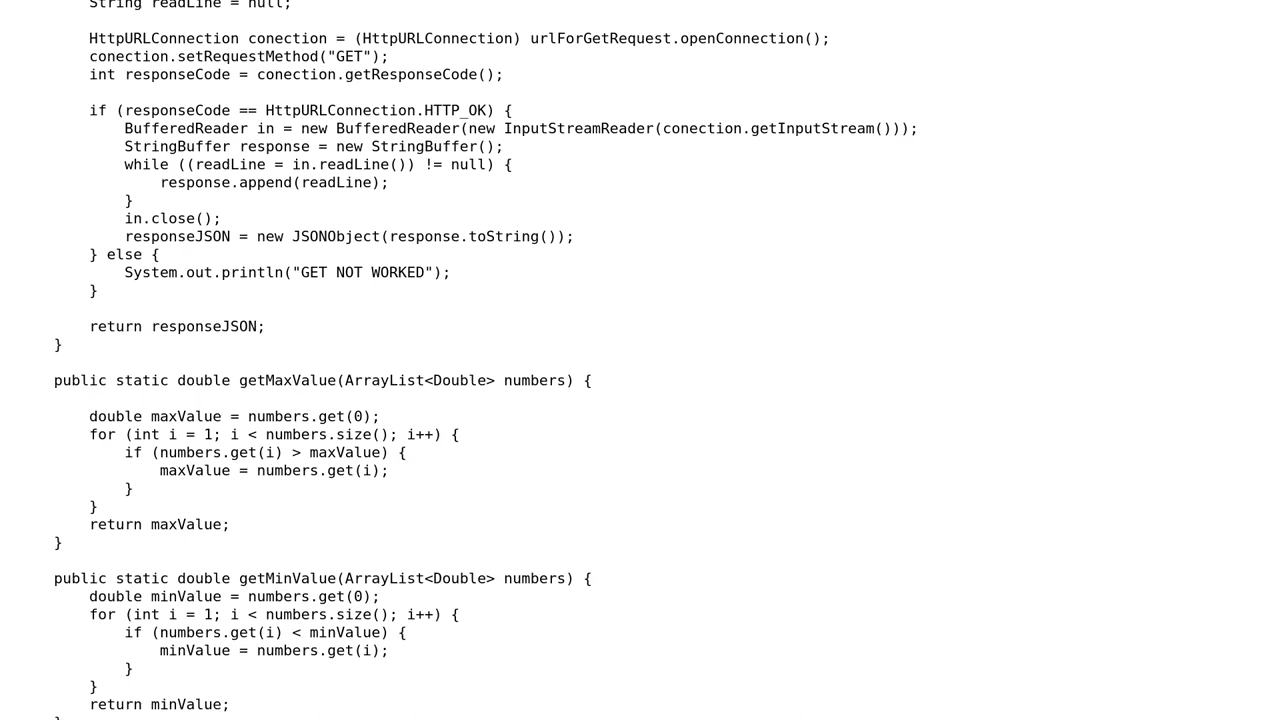 String readLine = null;
HttpURLConnection conection = (HttpURLConnection) urlForGetRequest.openConnection();
conection.setRequestMethod("GET");
int responseCode = conection.getResponseCode();
if (responseCode == HttpURLConnection.HTTP_OK) {
BufferedReader in = new BufferedReader(new InputStreamReader(conection.getInputStream()));
StringBuffer response = new StringBuffer();
while ((readLine = in.readLine()) != null) {
response.append(readLine);
}
in.close();
responseJSON = new JSONObject(response.toString());
} else {
System.out.println("GET NOT WORKED");
}
return responseJSON;
}
public static double getMaxValue(ArrayList<Double> numbers) {
double maxValue = numbers.get(0);
for (int i = 1; i < numbers.size(); i++) {
if (numbers.get(i) > maxValue) {
maxValue = numbers.get(i);
}
}
return maxValue;
}
public static double getMinValue(ArrayList<Double> numbers) {
double minValue = numbers.get(0);
for (int i = 1; i < numbers.size(); i++) {
if (numbers.get(i) < minValue) {
minValue = numbers.get(i);
}
}
return minValue;
}